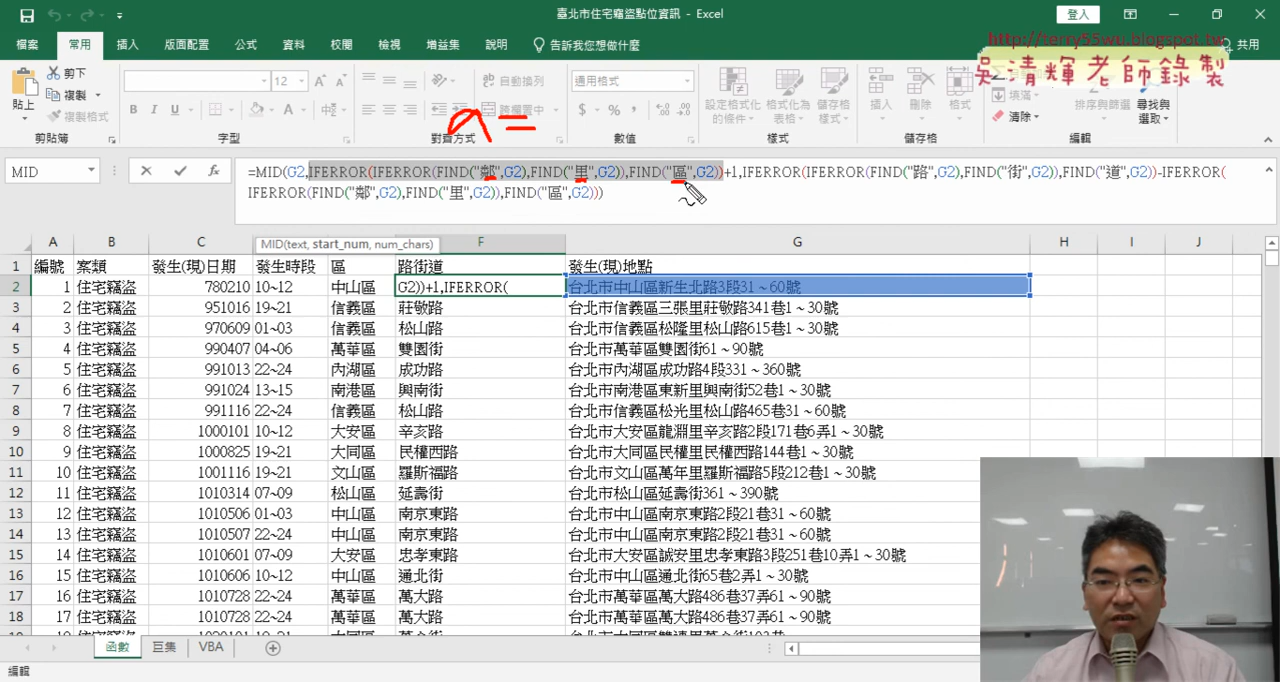 臺北市住宅竊盜點位資訊 - Excel
登入
http://terry55wu.blogspot.tw
檔案 常用 插入 版面配置 公式 資料 校閱 檢視 增益集 說明 告訴我您想做什麼 共用
吳清輝老師錄製
貼上 剪下 複製 複製格式
12
B I U
自動換列
跨欄置中
通用格式
設定格式化的條件 格式化為表格 儲存格樣式
插入 刪除 格式
填滿 清除
排序與篩選 尋找與選取
剪貼簿 字型 對齊方式 數值 樣式 儲存格 編輯
a=
MID
=MID(G2,IFERROR(IFERROR(FIND("鄰",G2),FIND("里",G2)),FIND("區",G2))+1,IFERROR(IFERROR(FIND("路",G2),FIND("街",G2)),FIND("道",G2))-IFERROR(
IFERROR(FIND("鄰",G2),FIND("里",G2)),FIND("區",G2)))
MID(text, start_num, num_chars)
A B C F G H I J
1 編號 案類 發生(現)日期 發生時段 區 路街道 發生(現)地點
2 1 住宅竊盜 780210 10~12 中山區 G2))+1,IFERROR( 台北市中山區新生北路3段31~60號
3 2 住宅竊盜 951016 19~21 信義區 莊敬路 台北市信義區三張里莊敬路341巷1~30號
4 3 住宅竊盜 970609 01~03 信義區 松山路 台北市信義區松隆里松山路615巷1~30號
5 4 住宅竊盜 990407 04~06 萬華區 雙園街 台北市萬華區雙園街61~90號
6 5 住宅竊盜 991013 22~24 內湖區 成功路 台北市內湖區成功路4段331~360號
7 6 住宅竊盜 991024 13~15 南港區 興南街 台北市南港區東新里興南街52巷1~30號
8 7 住宅竊盜 991116 22~24 信義區 松山路 台北市信義區松光里松山路465巷31~60號
9 8 住宅竊盜 1000101 10~12 大安區 辛亥路 台北市大安區龍淵里辛亥路2段171巷6弄1~30號
10 9 住宅竊盜 1000825 19~21 大同區 民權西路 台北市大同區民權里民權西路144巷1~30號
11 10 住宅竊盜 1001116 19~21 文山區 羅斯福路 台北市文山區萬年里羅斯福路5段212巷1~30號
12 11 住宅竊盜 1010314 07~09 松山區 延壽街 台北市松山區延壽街361~390號
13 12 住宅竊盜 1010506 01~03 中山區 南京東路 台北市中山區南京東路2段21巷31~60號
14 13 住宅竊盜 1010507 22~24 中山區 南京東路 台北市中山區南京東路2段21巷31~60號
15 14 住宅竊盜 1010601 07~09 大安區 忠孝東路 台北市大安區誠安里忠孝東路3段251巷10弄1~30號
16 15 住宅竊盜 1010606 10~12 中山區 通北街 台北市中山區通北街65巷2弄1~30號
17 16 住宅竊盜 1010728 22~24 萬華區 萬大路 台北市萬華區萬大路486巷37弄61~90號
18 17 住宅竊盜 1010728 22~24 萬華區 萬大路 台北市萬華區萬大路486巷37弄61~90號
函數 巨集 VBA
編輯